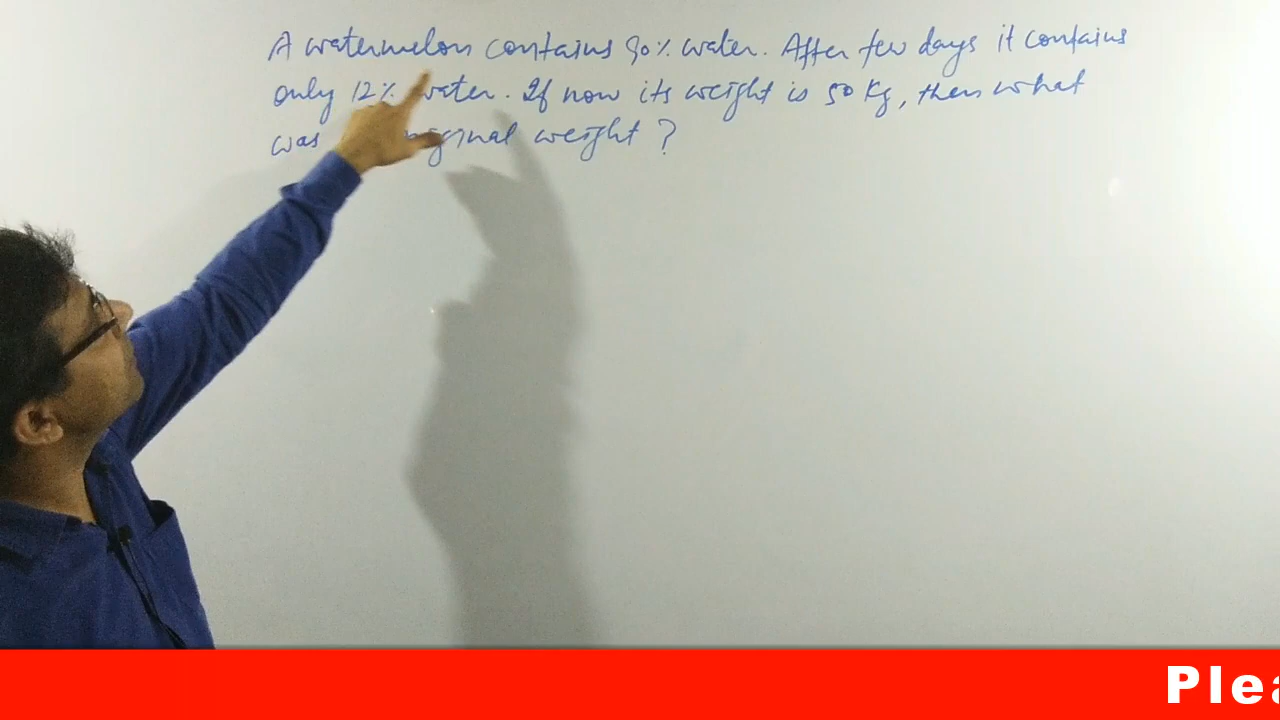 A watermelon contains 90% water. After few days it contains
only 12% water. If now its weight is 50 Kg, then what
was original weight ?
Plea